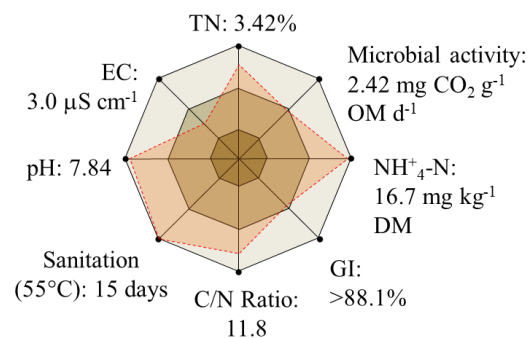 TN: 3.42%
Microbial activity:
2.42 mg CO₂ g⁻¹
OM d⁻¹
EC:
3.0 µS cm⁻¹
pH: 7.84
NH⁺₄-N:
16.7 mg kg⁻¹
DM
Sanitation
(55°C): 15 days
GI:
>88.1%
C/N Ratio:
11.8